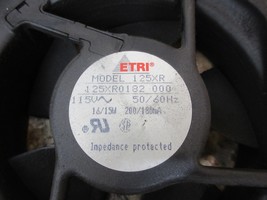 ETRI
MODEL 125XR
125XR0182 000
115V~ 50/60Hz
16/15W 200/180mA
Impedance protected